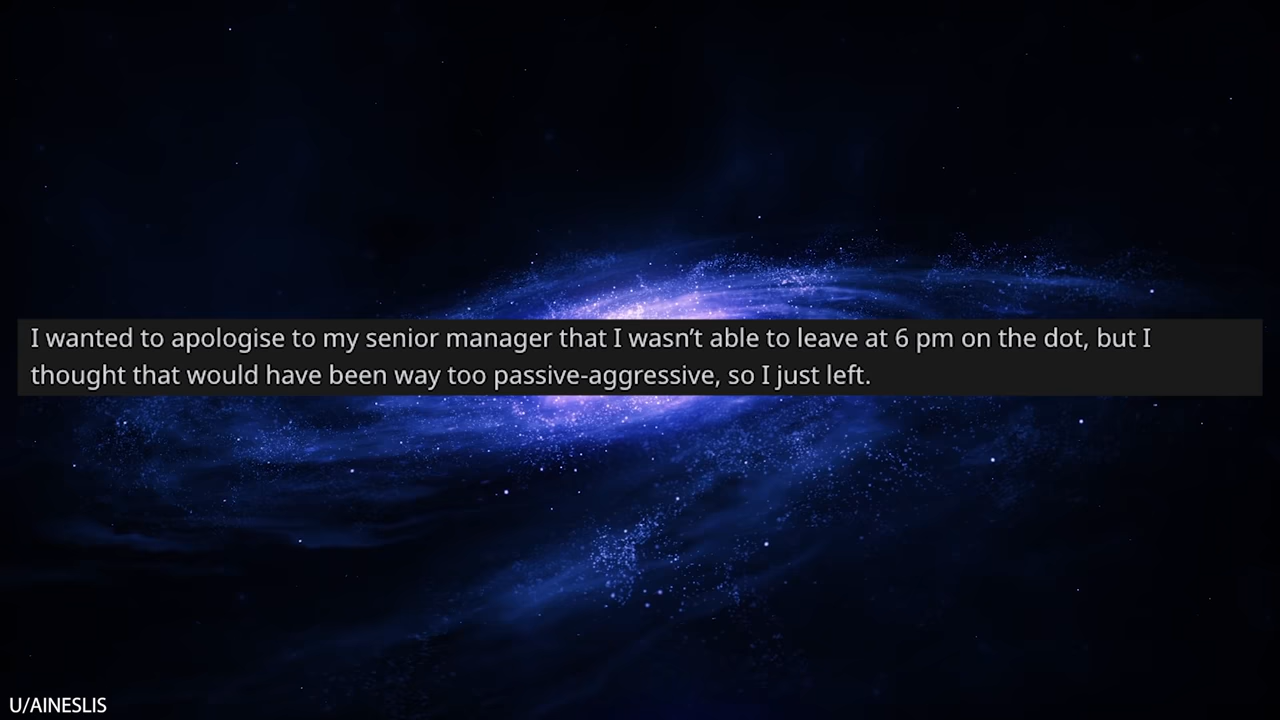 I wanted to apologise to my senior manager that I wasn’t able to leave at 6 pm on the dot, but I
thought that would have been way too passive-aggressive, so I just left.
U/AINESLIS